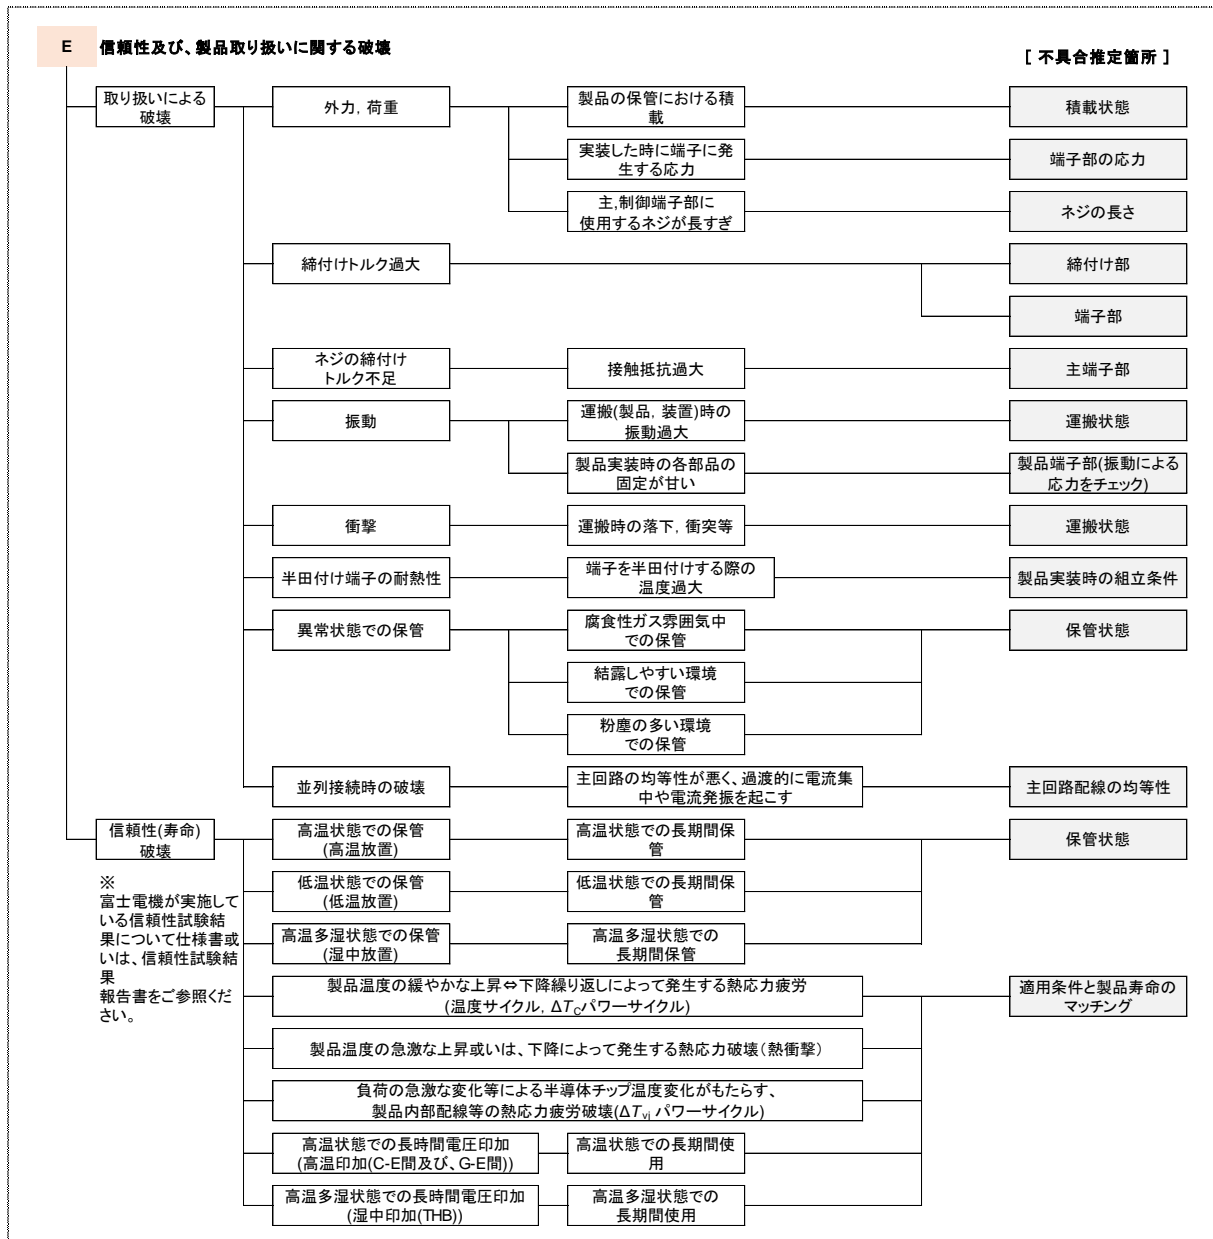 E 信頼性及び、製品取り扱いに関する破壊
[ 不具合推定箇所 ]
取り扱いによる
破壊
外力, 荷重
製品の保管における積
載
積載状態
実装した時に端子に発
生する応力
端子部の応力
主,制御端子部に
使用するネジが長すぎ
ネジの長さ
締付けトルク過大
締付け部
端子部
ネジの締付け
トルク不足
接触抵抗過大
主端子部
振動
運搬(製品, 装置)時の
振動過大
運搬状態
製品実装時の各部品の
固定が甘い
製品端子部(振動による
応力をチェック)
衝撃
運搬時の落下, 衝突等
運搬状態
半田付け端子の耐熱性
端子を半田付けする際の
温度過大
製品実装時の組立条件
異常状態での保管
腐食性ガス雰囲気中
での保管
保管状態
結露しやすい環境
での保管
粉塵の多い環境
での保管
並列接続時の破壊
主回路の均等性が悪く、過渡的に電流集
中や電流発振を起こす
主回路配線の均等性
信頼性(寿命)
破壊
※
富士電機が実施して
いる信頼性試験結
果について仕様書或
いは、信頼性試験結
果
報告書をご参照くだ
さい。
高温状態での保管
(高温放置)
高温状態での長期間保
管
保管状態
低温状態での保管
(低温放置)
低温状態での長期間保
管
高温多湿状態での保管
(湿中放置)
高温多湿状態での
長期間保管
製品温度の緩やかな上昇⇔下降繰り返しによって発生する熱応力疲労
(温度サイクル, ΔTCパワーサイクル)
適用条件と製品寿命の
マッチング
製品温度の急激な上昇或いは、下降によって発生する熱応力破壊(熱衝撃)
負荷の急激な変化等による半導体チップ温度変化がもたらす、
製品内部配線等の熱応力疲労破壊(ΔTvj パワーサイクル)
高温状態での長時間電圧印加
(高温印加(C-E間及び、G-E間))
高温状態での長期間使
用
高温多湿状態での長時間電圧印加
(湿中印加(THB))
高温多湿状態での
長期間使用